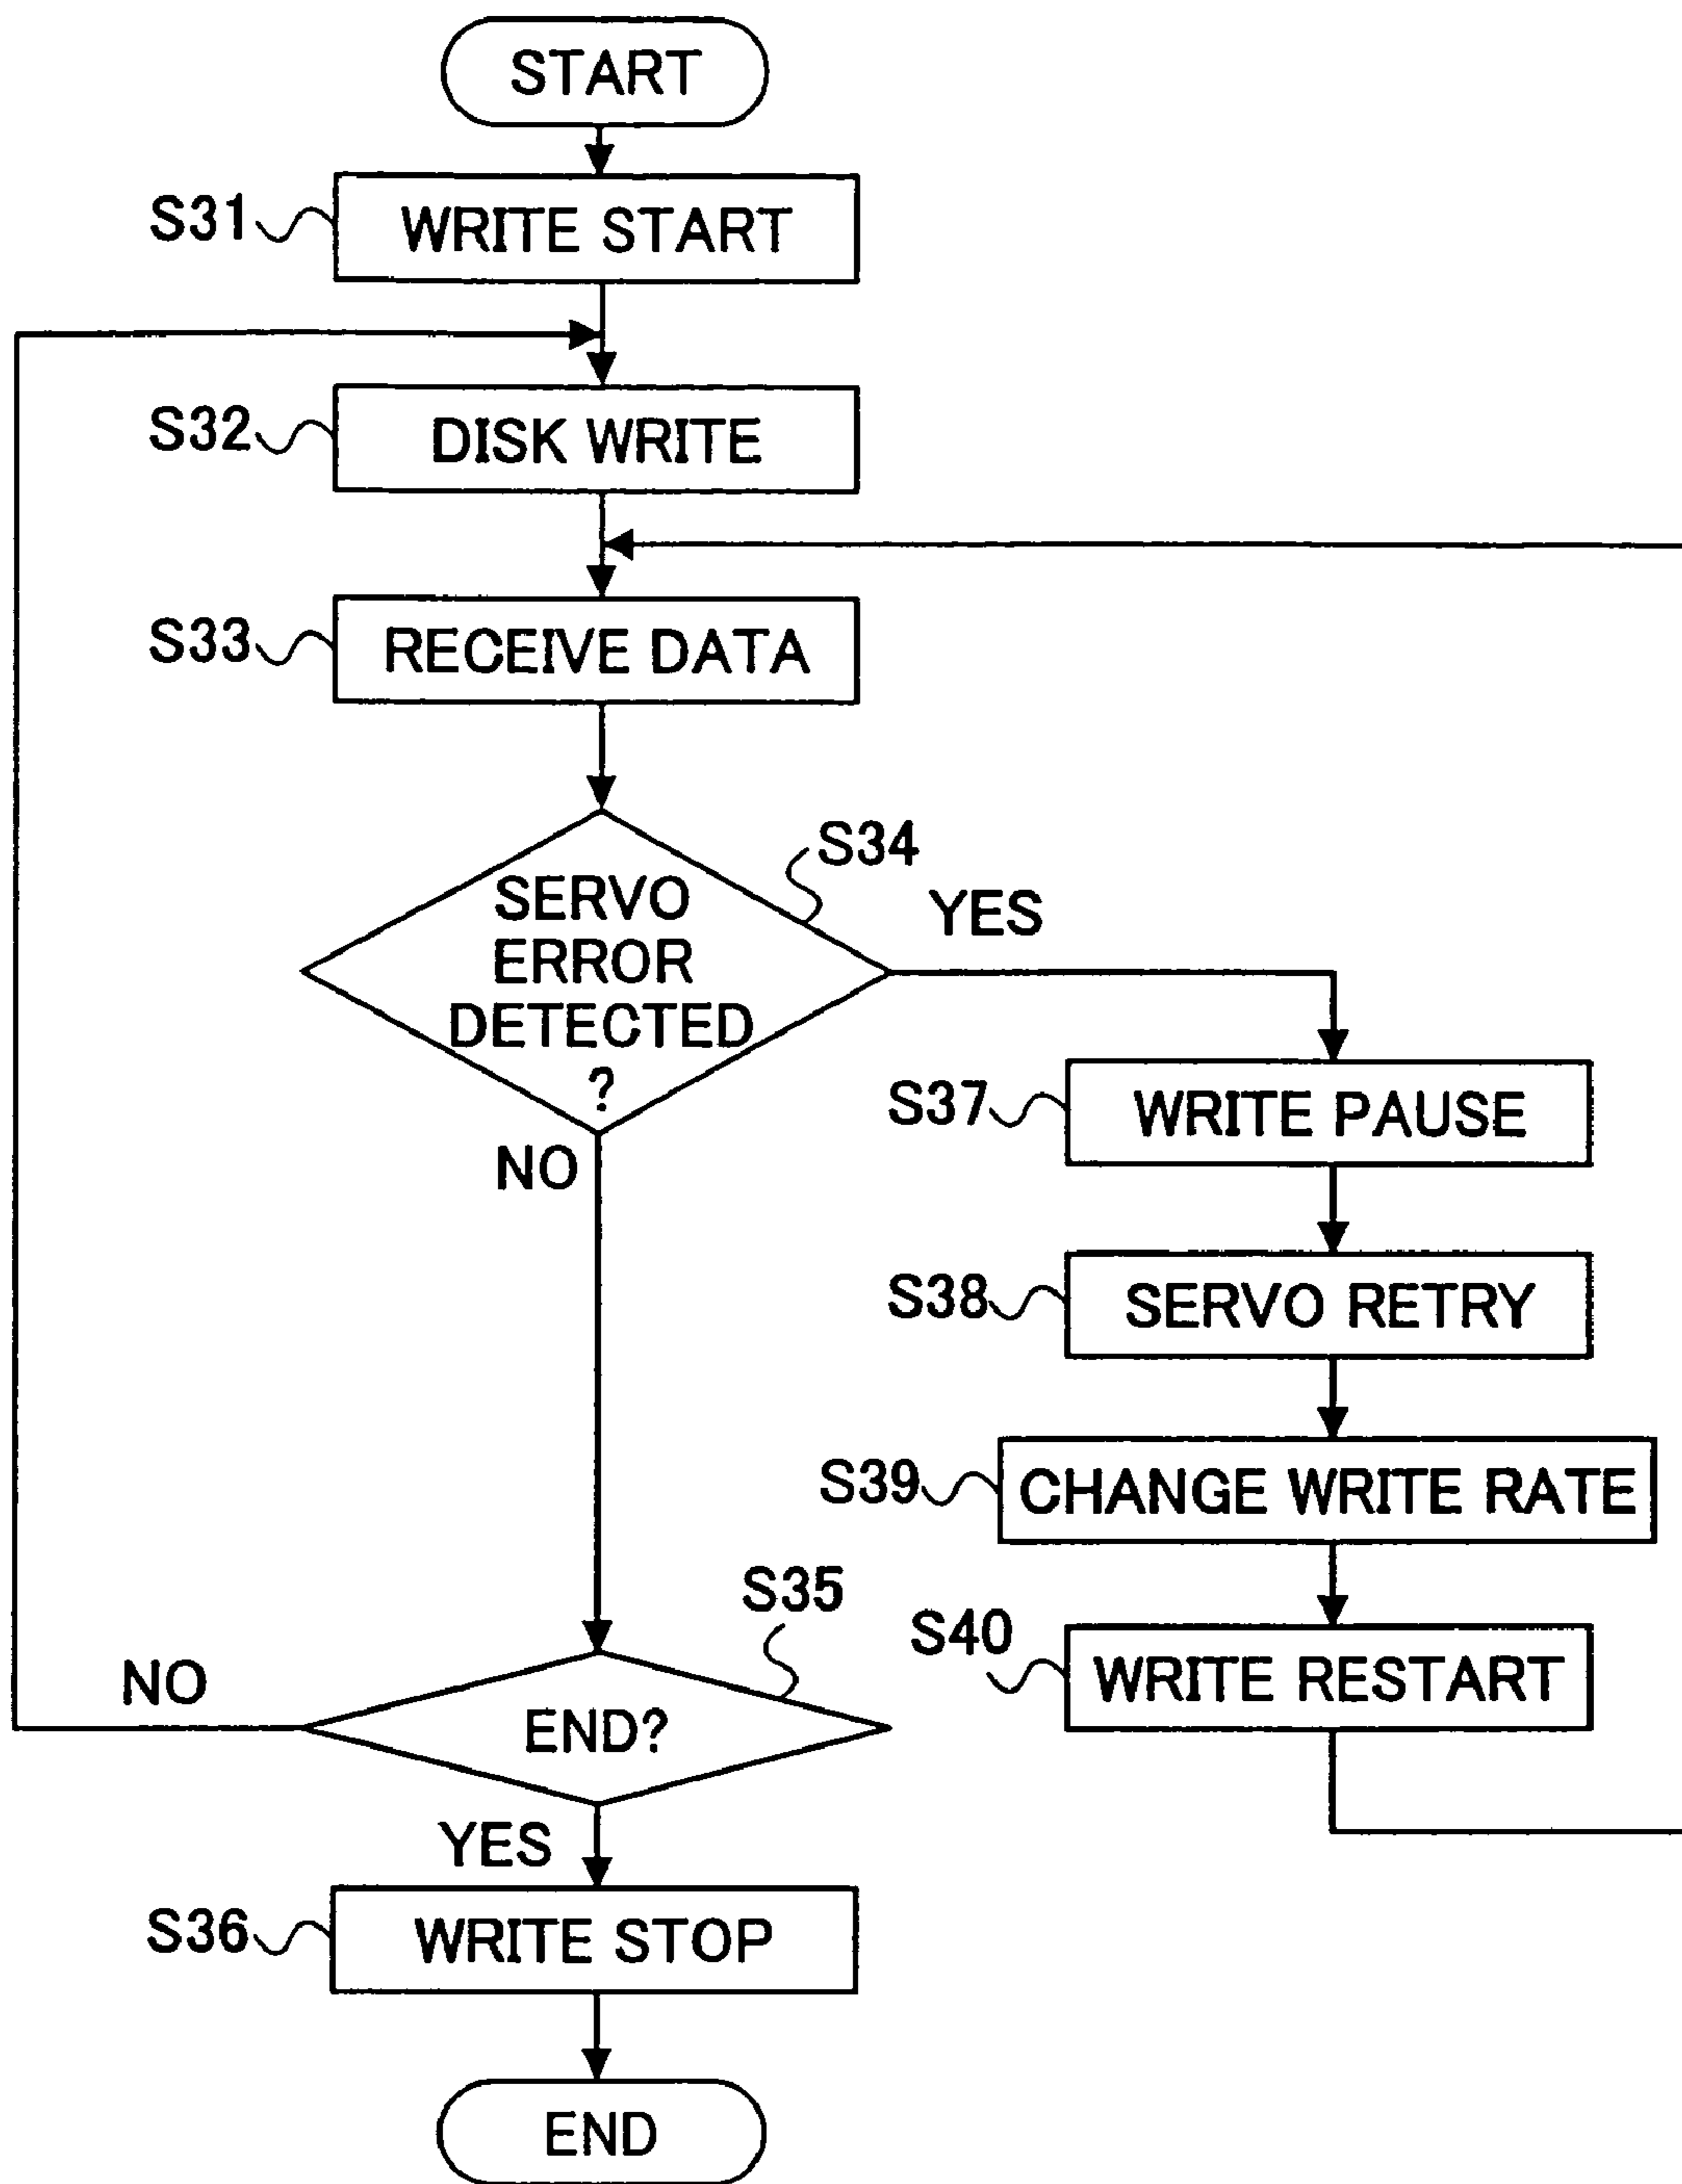 START
S31
WRITE START
S32
DISK WRITE
S33
RECEIVE DATA
S34
SERVO
ERROR
DETECTED
?
YES
NO
S37
WRITE PAUSE
S38
SERVO RETRY
S39
CHANGE WRITE RATE
S40
WRITE RESTART
S35
END?
NO
YES
S36
WRITE STOP
END